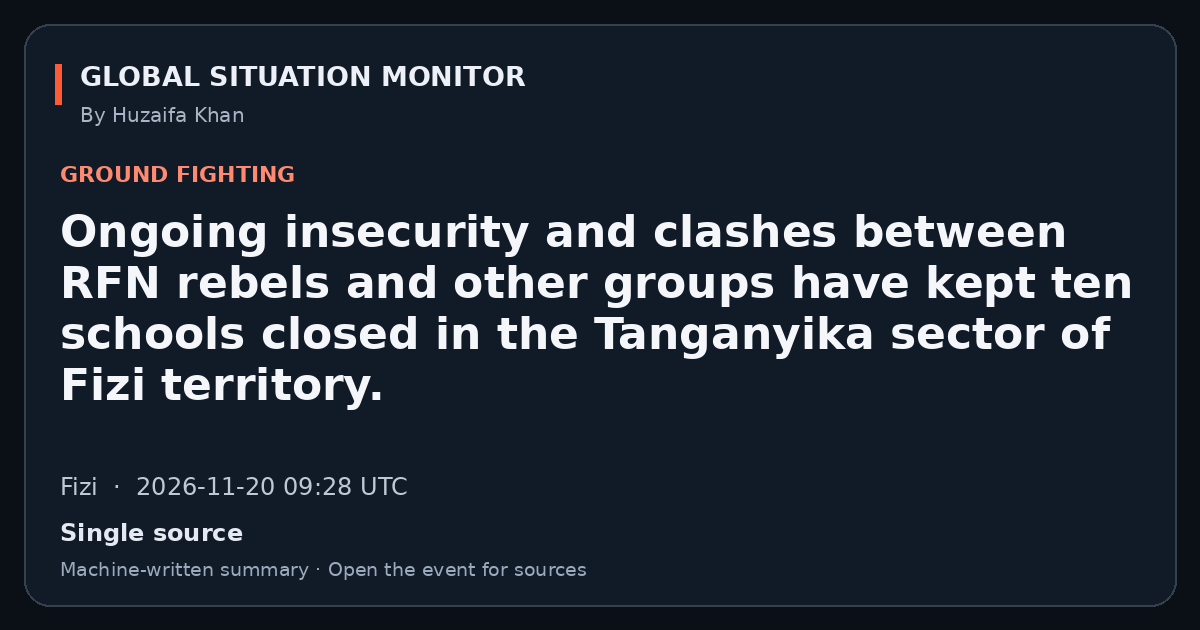 GLOBAL SITUATION MONITOR
By Huzaifa Khan
GROUND FIGHTING
Ongoing insecurity and clashes between
RFN rebels and other groups have kept ten
schools closed in the Tanganyika sector of
Fizi territory.
Fizi · 2026-11-20 09:28 UTC
Single source
Machine-written summary · Open the event for sources